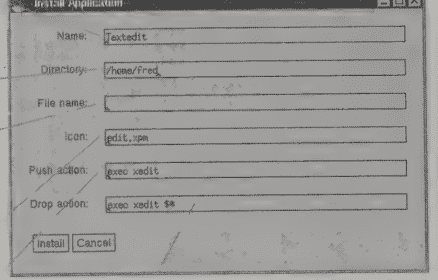 Install Application
Name: Textedit
Directory: /home/fred
File name:
Icon: edit.xpm
Push action: exec xedit
Drop action: exec xedit $*
Install Cancel